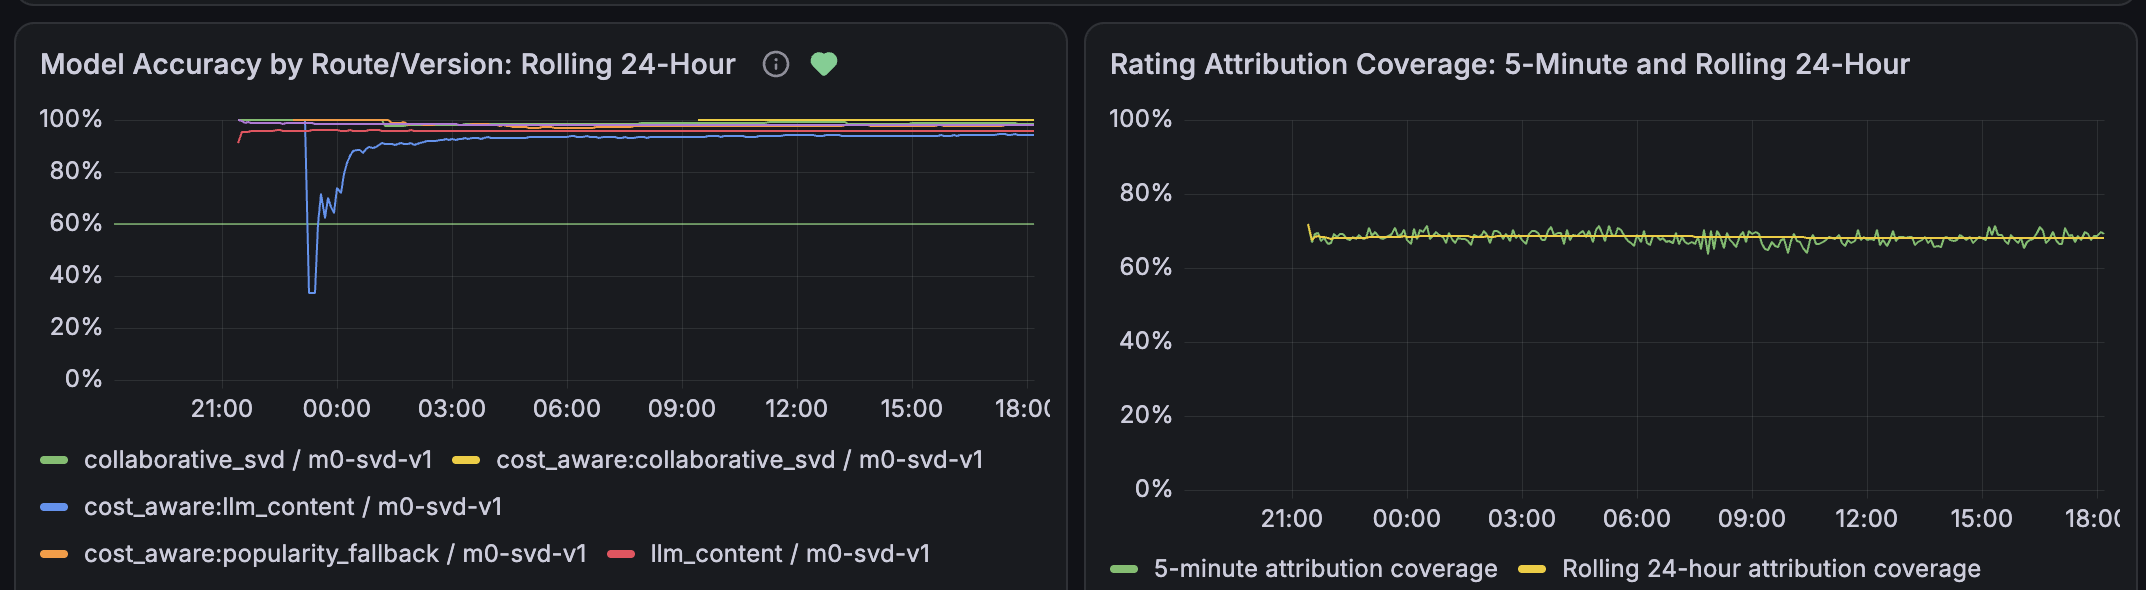 Model Accuracy by Route/Version: Rolling 24-Hour
100%
80%
60%
40%
20%
0%
21:00 00:00 03:00 06:00 09:00 12:00 15:00 18:00
collaborative_svd / m0-svd-v1 cost_aware:collaborative_svd / m0-svd-v1
cost_aware:llm_content / m0-svd-v1
cost_aware:popularity_fallback / m0-svd-v1 llm_content / m0-svd-v1
Rating Attribution Coverage: 5-Minute and Rolling 24-Hour
100%
80%
60%
40%
20%
0%
21:00 00:00 03:00 06:00 09:00 12:00 15:00 18:00
5-minute attribution coverage Rolling 24-hour attribution coverage